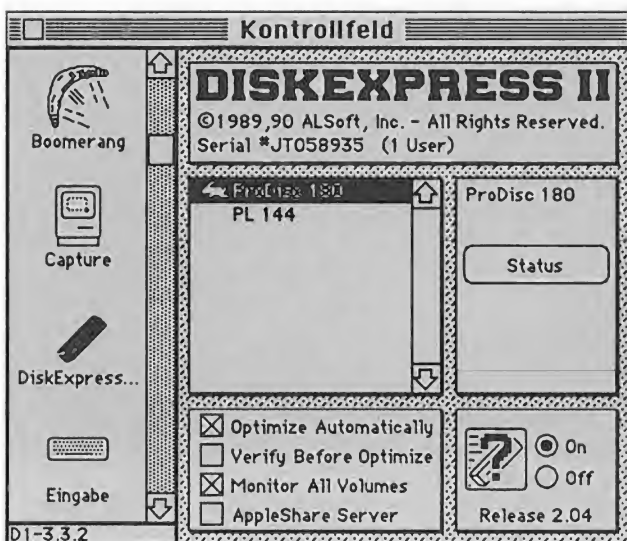 Kontrollfeld
Boomerang
Capture
DiskExpress...
Eingabe
D1-3.3.2
DISKEXPRESS II
©1989,90 ALSoft, Inc. - All Rights Reserved.
Serial #JT058935 (1 User)
ProDisc 180
PL 144
ProDisc 180
Status
Optimize Automatically
Verify Before Optimize
Monitor All Volumes
AppleShare Server
?
On
Off
Release 2.04